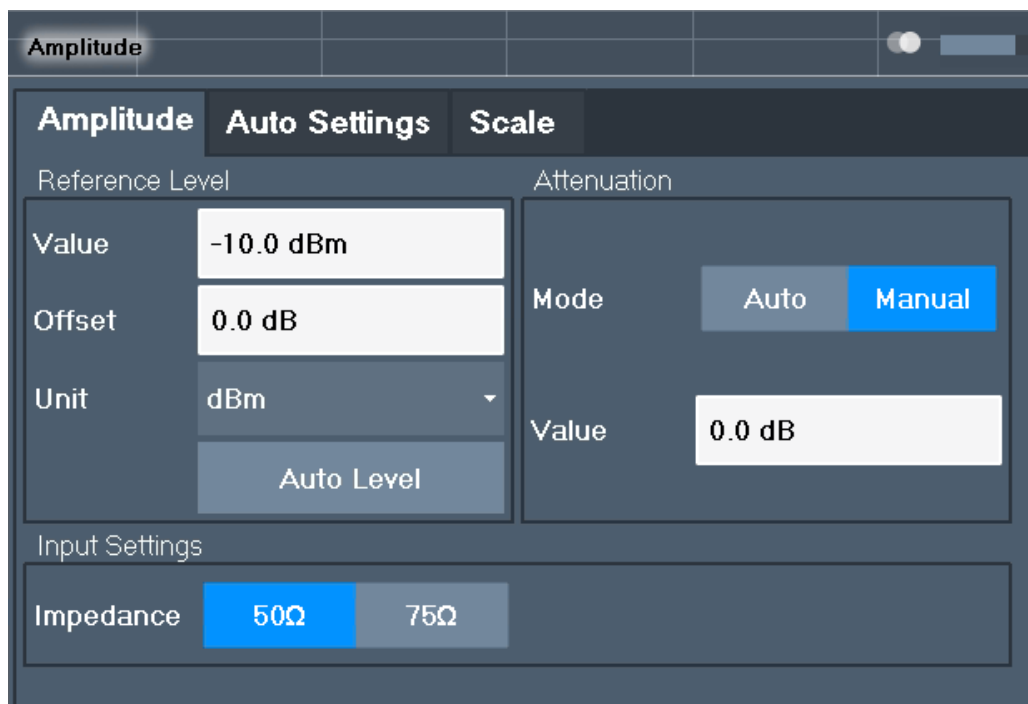 Amplitude
Amplitude Auto Settings Scale
Reference Level
Value -10.0 dBm
Offset 0.0 dB
Unit dBm
Auto Level
Attenuation
Mode Auto Manual
Value 0.0 dB
Input Settings
Impedance 50Ω 75Ω